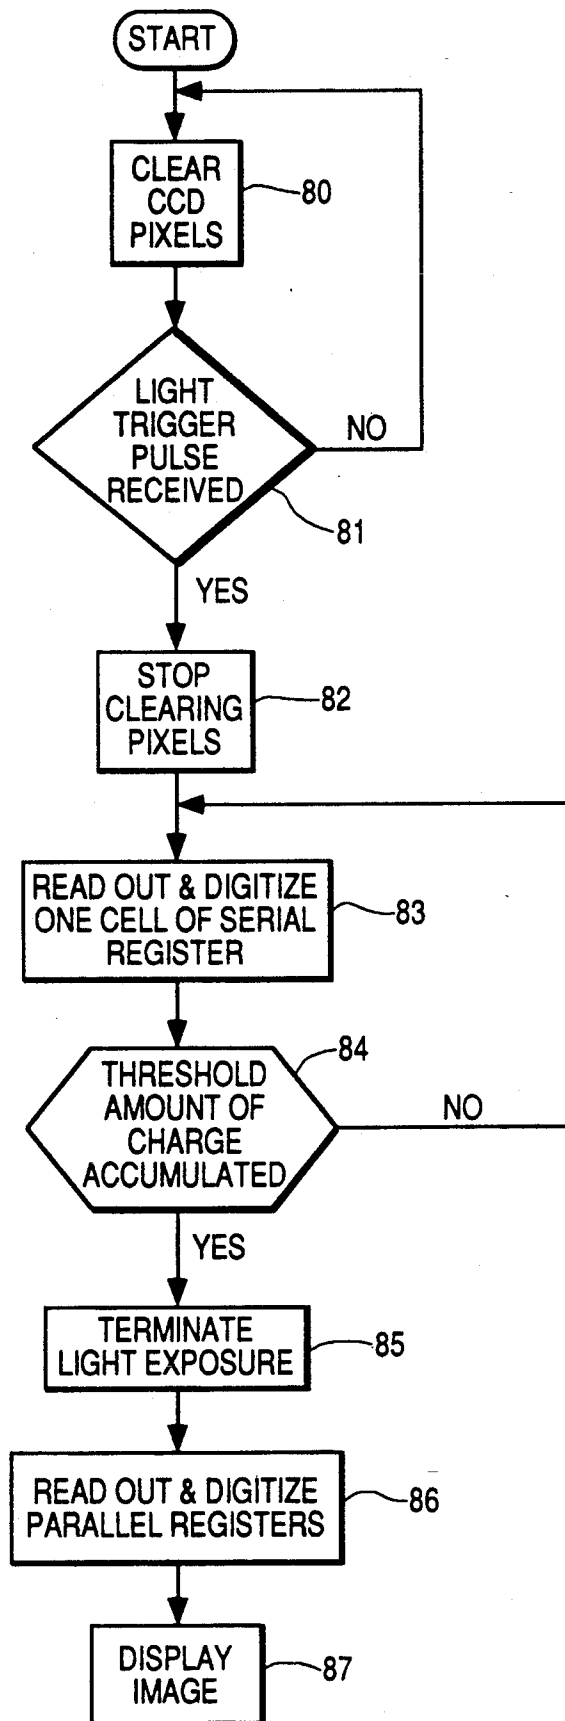 START
CLEAR
CCD
PIXELS
80
LIGHT
TRIGGER
PULSE
RECEIVED
NO
81
YES
STOP
CLEARING
PIXELS
82
READ OUT & DIGITIZE
ONE CELL OF SERIAL
REGISTER
83
84
THRESHOLD
AMOUNT OF
CHARGE
ACCUMULATED
NO
YES
TERMINATE
LIGHT EXPOSURE
85
READ OUT & DIGITIZE
PARALLEL REGISTERS
86
DISPLAY
IMAGE
87